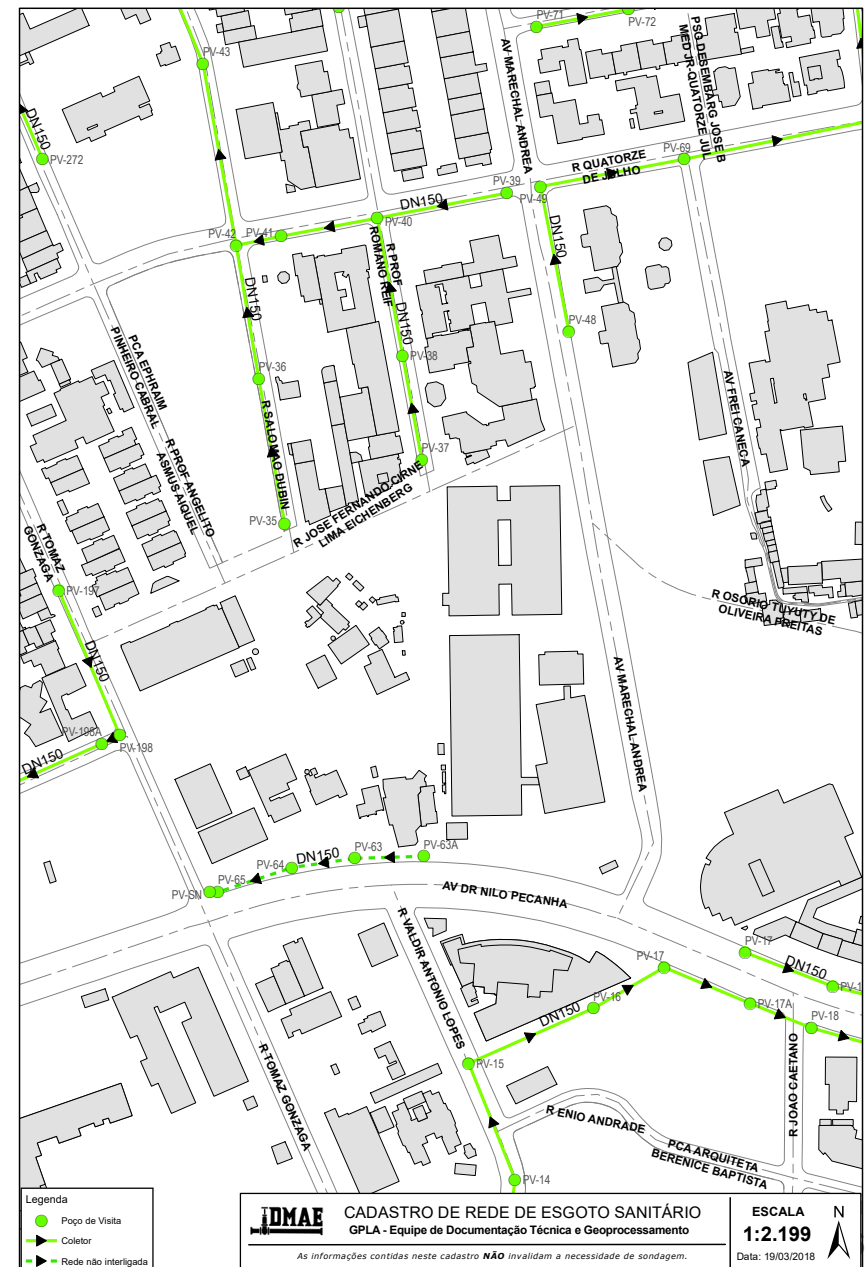 PV-71
PV-72
PV-43
AV MARECHAL ANDREA
PSG DESEMBARG JOSE B
MED JR-QUATORZE JUL
DN150
PV-272
R QUATORZE
DE JULHO
PV-69
PV-39
PV-49
DN150
PV-40
PV-42
PV-41
R PROF
ROMANO REIF
DN150
DN150
PV-48
PCA EPHRAIM
PINHEIRO CABRAL
DN150
PV-38
PV-36
AV FREI CANECA
R SALOMAO DUBIN
R PROF ANGELITO
ASMUS AIQUEL
PV-37
R JOSE FERNANDO CIRNE
LIMA EICHENBERG
PV-35
R TOMAZ
GONZAGA
PV-197
R OSORIO TUYUTY DE
OLIVEIRA FREITAS
DN150
AV MARECHAL ANDREA
PV-198A
PV-198
DN150
PV-64
DN150
PV-63
PV-63A
PV-SN
PV-65
AV DR NILO PECANHA
R VALDIR ANTONIO LOPES
PV-17
PV-17
DN150
PV-1
PV-16
DN150
PV-17A
PV-18
R TOMAZ GONZAGA
PV-15
R JOAO CAETANO
R ENIO ANDRADE
PCA ARQUITETA
BERENICE BAPTISTA
PV-14
Legenda
Poço de Visita
Coletor
Rede não interligada
DMAE
CADASTRO DE REDE DE ESGOTO SANITÁRIO
GPLA - Equipe de Documentação Técnica e Geoprocessamento
As informações contidas neste cadastro NÃO invalidam a necessidade de sondagem.
ESCALA
1:2.199
Data: 19/03/2018
N